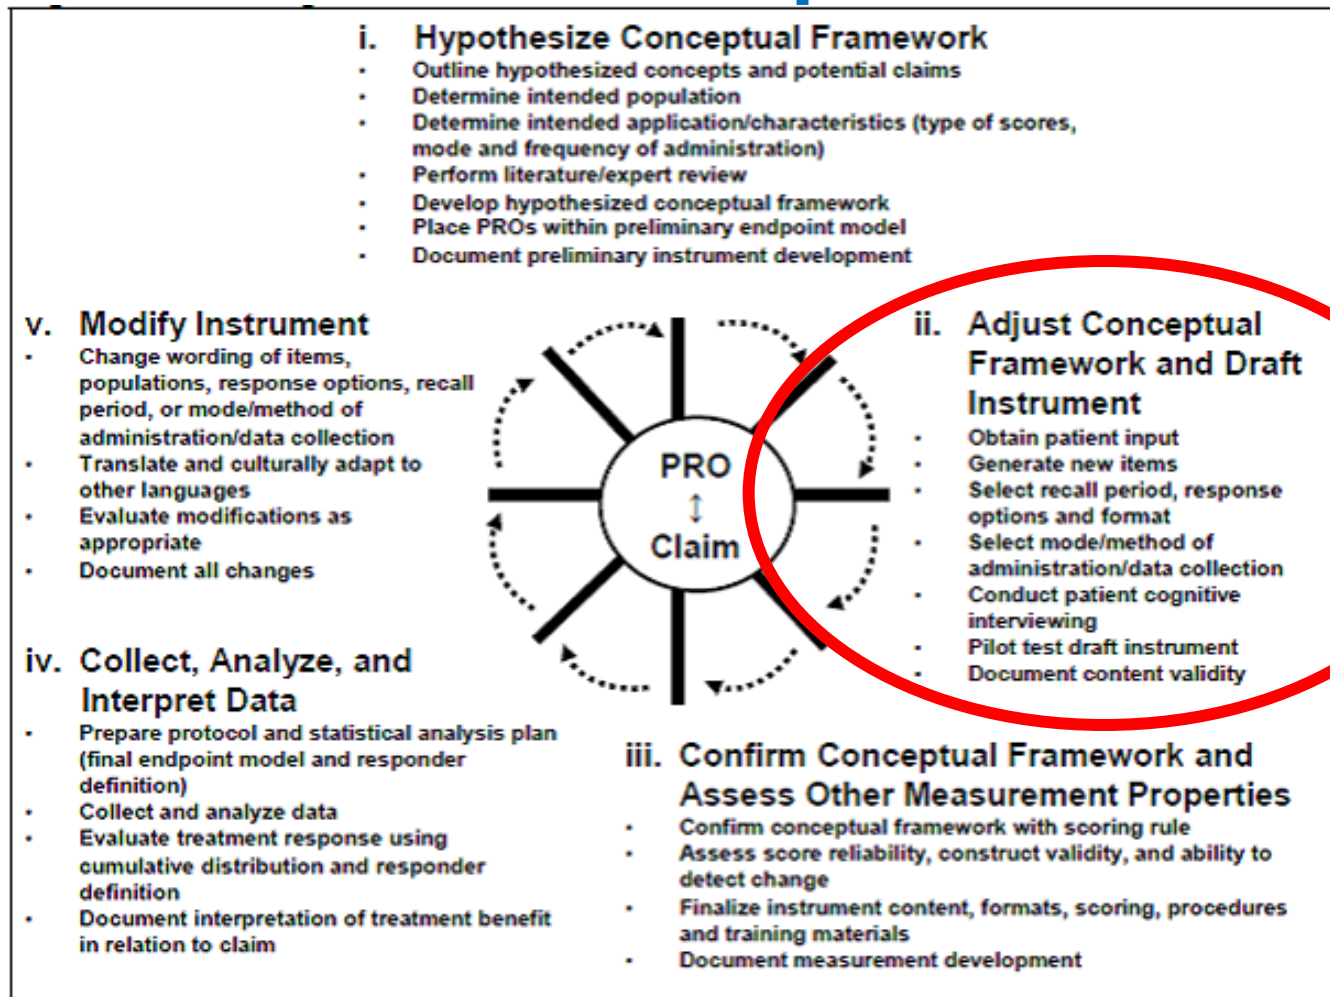 i. Hypothesize Conceptual Framework
· Outline hypothesized concepts and potential claims
· Determine intended population
· Determine intended application/characteristics (type of scores,
mode and frequency of administration)
· Perform literature/expert review
· Develop hypothesized conceptual framework
· Place PROs within preliminary endpoint model
· Document preliminary instrument development
ii. Adjust Conceptual
Framework and Draft
Instrument
· Obtain patient input
· Generate new items
· Select recall period, response
options and format
· Select mode/method of
administration/data collection
· Conduct patient cognitive
interviewing
· Pilot test draft instrument
· Document content validity
PRO
↕
Claim
v. Modify Instrument
· Change wording of items,
populations, response options, recall
period, or mode/method of
administration/data collection
· Translate and culturally adapt to
other languages
· Evaluate modifications as
appropriate
· Document all changes
iv. Collect, Analyze, and
Interpret Data
· Prepare protocol and statistical analysis plan
(final endpoint model and responder
definition)
· Collect and analyze data
· Evaluate treatment response using
cumulative distribution and responder
definition
· Document interpretation of treatment benefit
in relation to claim
iii. Confirm Conceptual Framework and
Assess Other Measurement Properties
· Confirm conceptual framework with scoring rule
· Assess score reliability, construct validity, and ability to
detect change
· Finalize instrument content, formats, scoring, procedures
and training materials
· Document measurement development